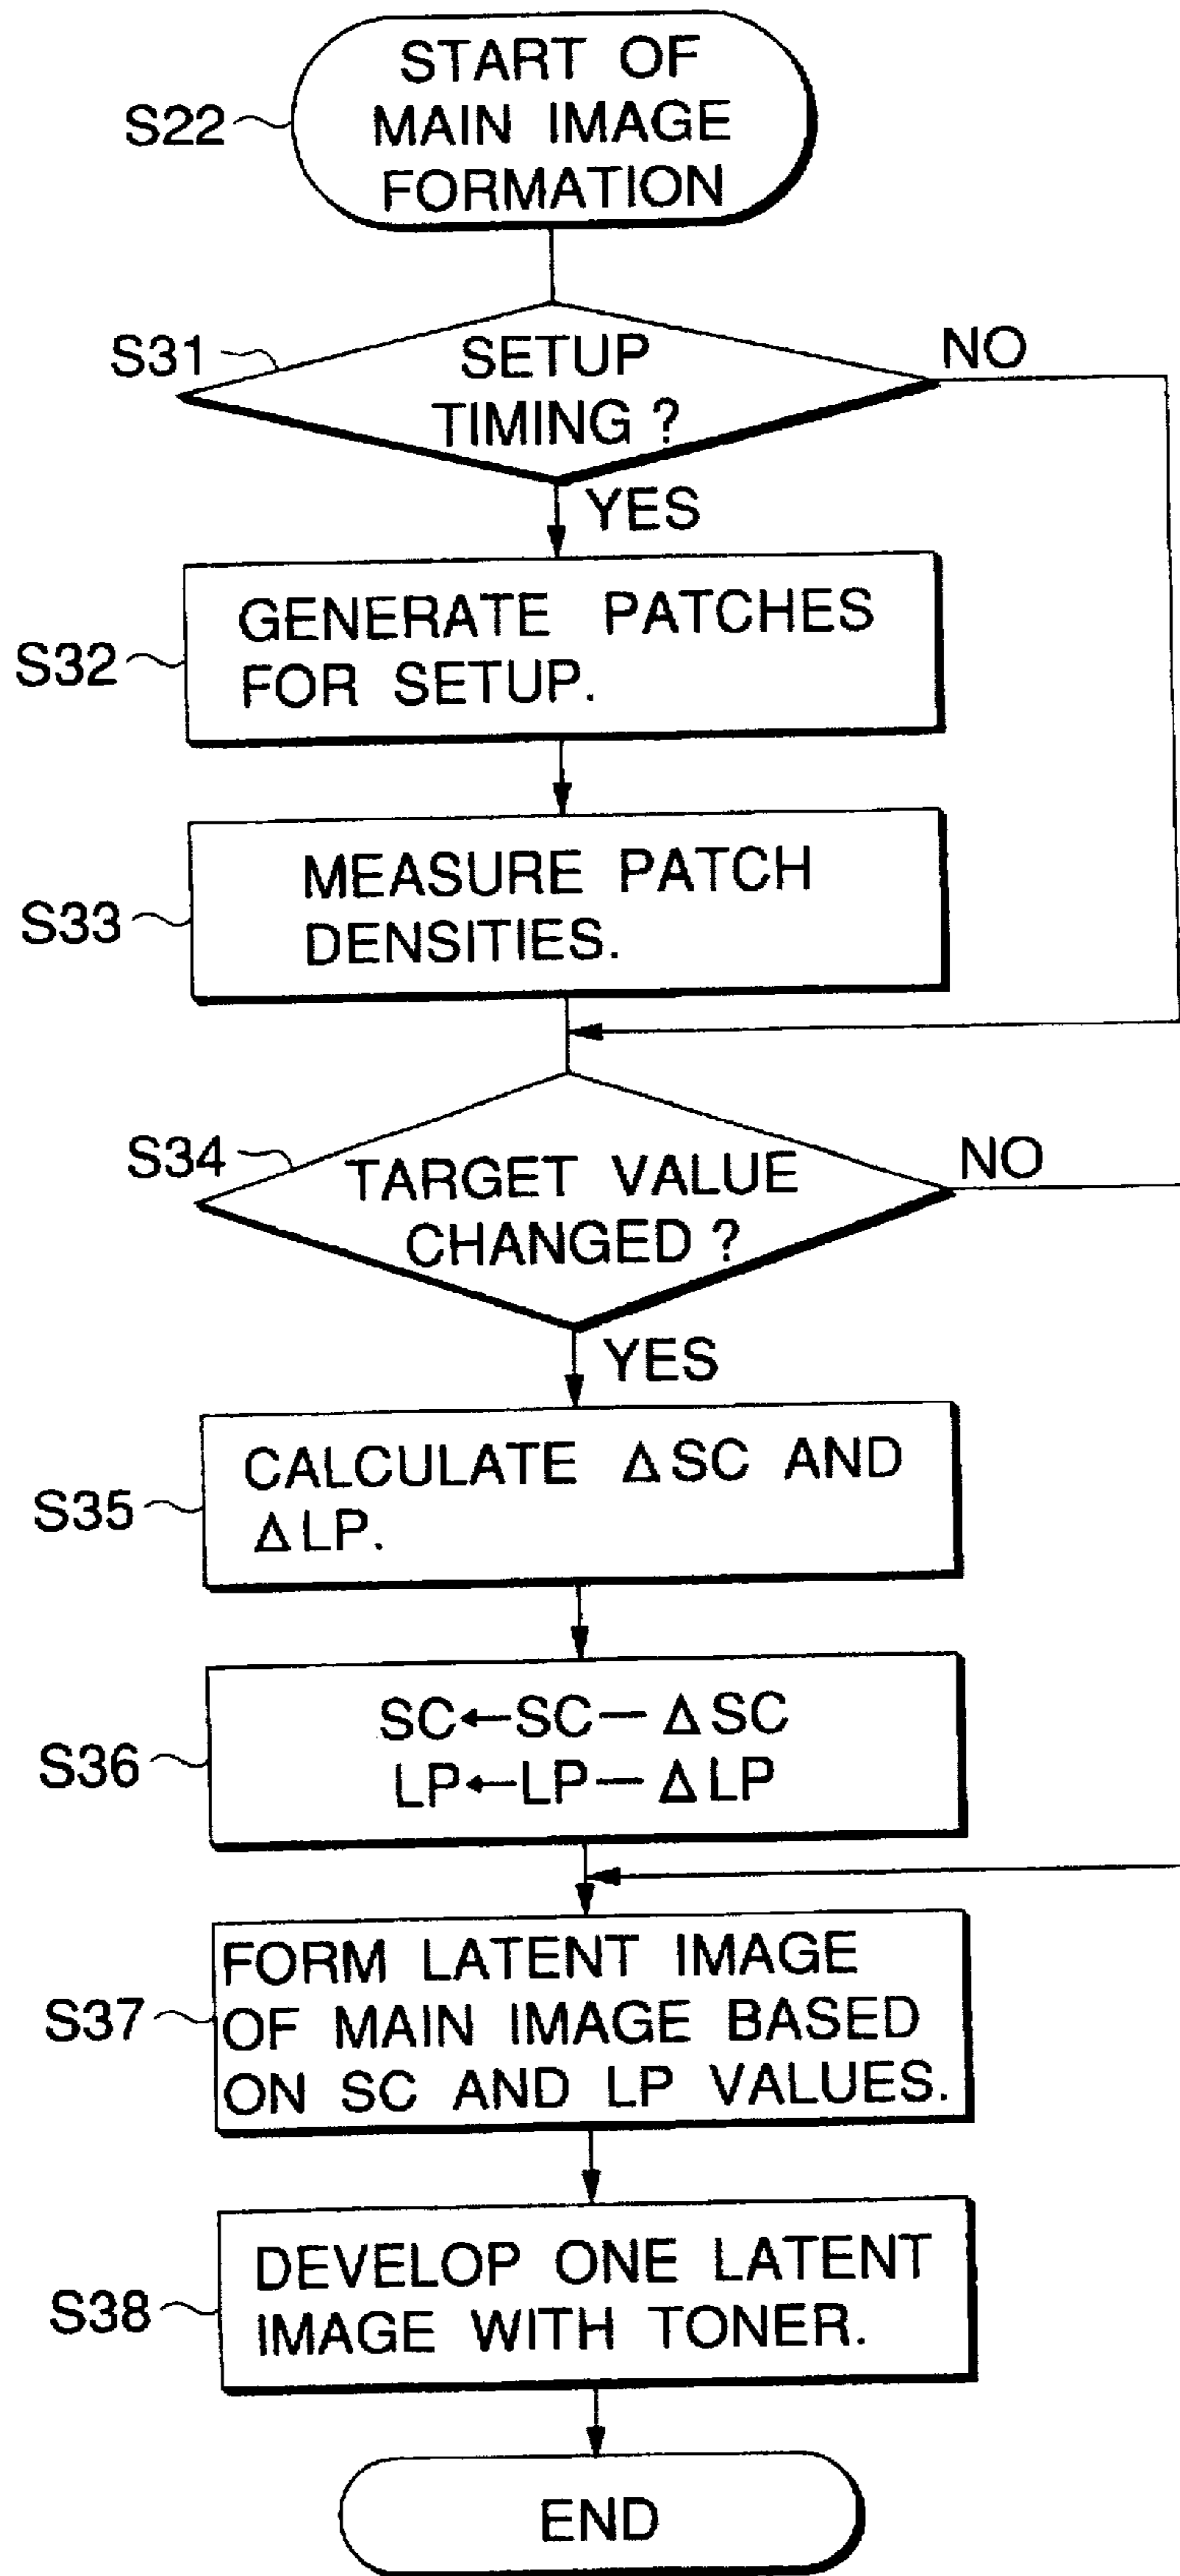 START OF
MAIN IMAGE
FORMATION
S22
S31
SETUP
TIMING ?
NO
YES
S32
GENERATE PATCHES
FOR SETUP.
S33
MEASURE PATCH
DENSITIES.
S34
TARGET VALUE
CHANGED ?
NO
YES
S35
CALCULATE ΔSC AND
ΔLP.
S36
SC←SC— ΔSC
LP←LP— ΔLP
S37
FORM LATENT IMAGE
OF MAIN IMAGE BASED
ON SC AND LP VALUES.
S38
DEVELOP ONE LATENT
IMAGE WITH TONER.
END